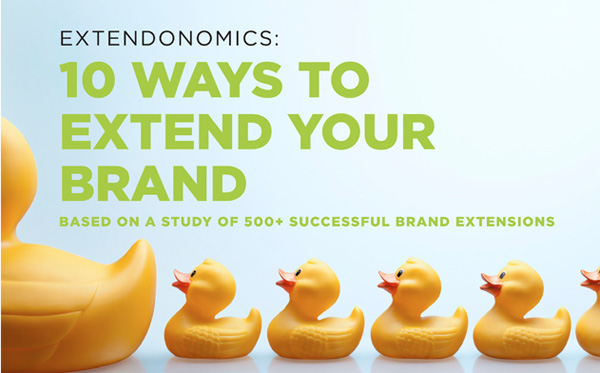 EXTENDONOMICS:
10 WAYS TO
EXTEND YOUR
BRAND
BASED ON A STUDY OF 500+ SUCCESSFUL BRAND EXTENSIONS